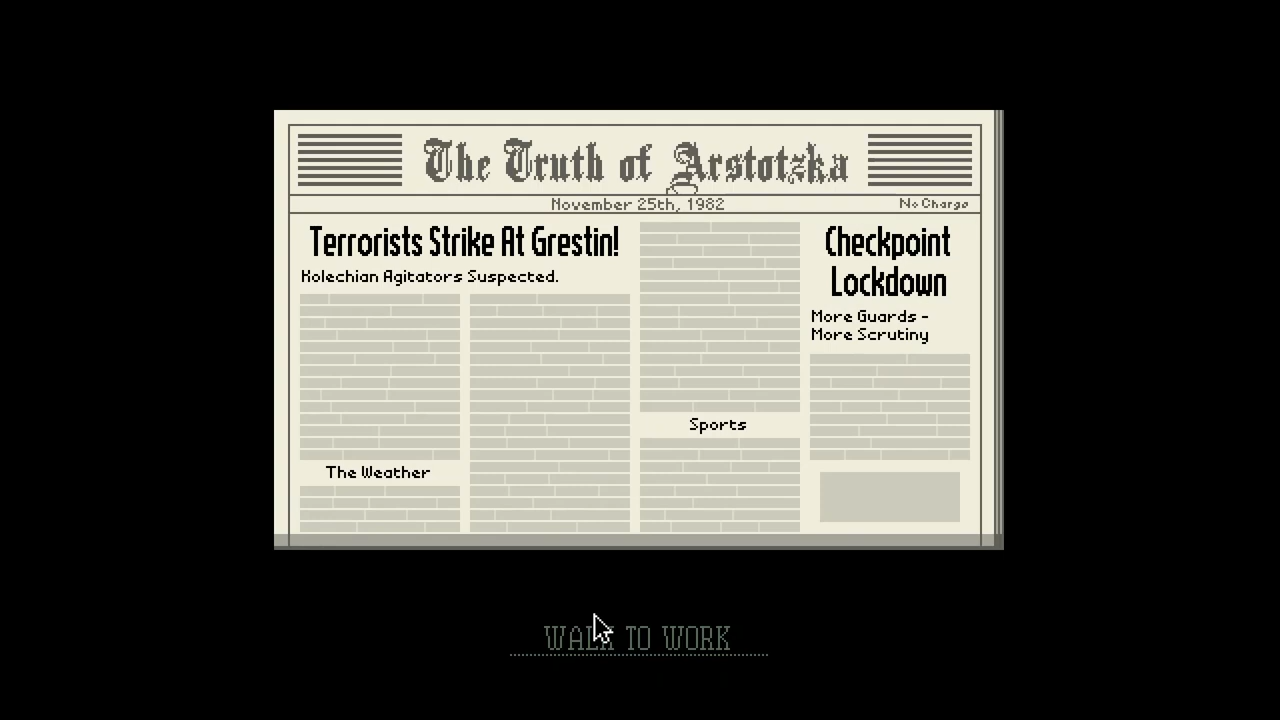 The Truth of Arstotzka
November 25th, 1982
No Charge
Terrorists Strike At Grestin!
Kolechian Agitators Suspected.
The Weather
Sports
Checkpoint
Lockdown
More Guards -
More Scrutiny
WALK TO WORK